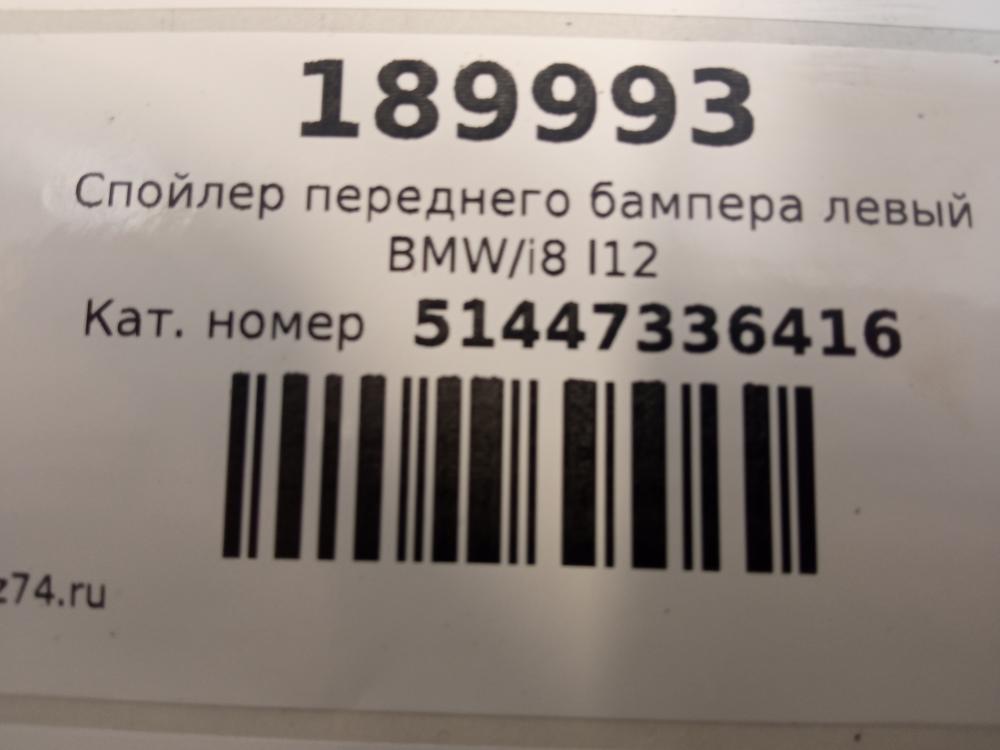 189993
Спойлер переднего бампера левый
BMW/i8 I12
Кат. номер 51447336416
z74.ru